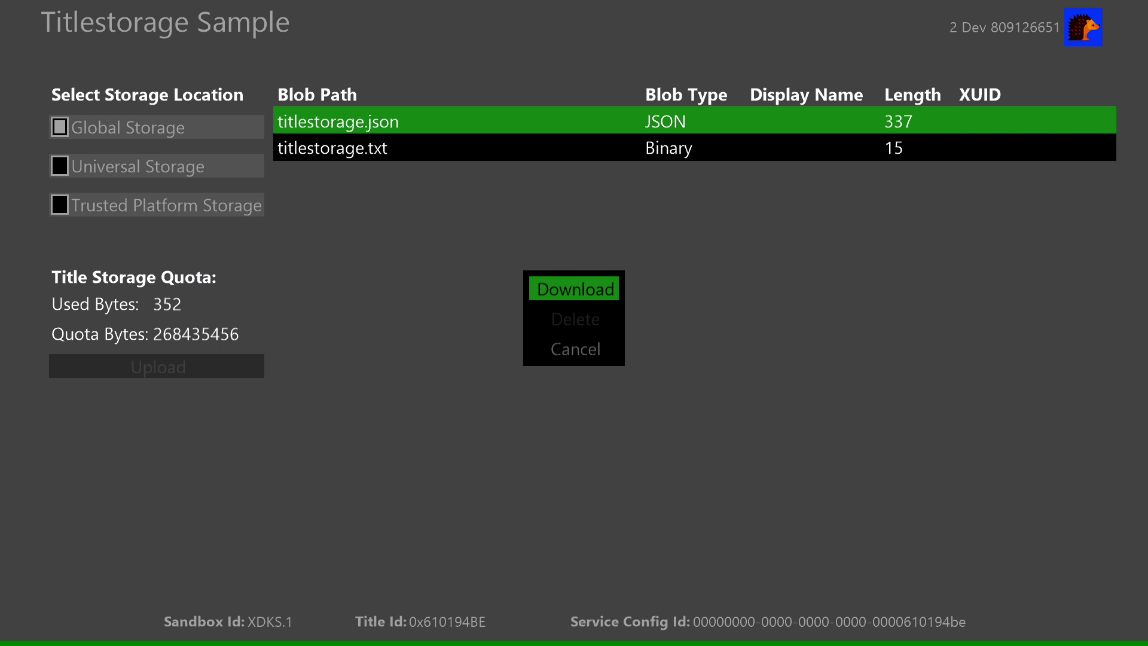 Titlestorage Sample
2 Dev 809126651
Select Storage Location
Global Storage
Universal Storage
Trusted Platform Storage
Blob Path Blob Type Display Name Length XUID
titlestorage.json JSON 337
titlestorage.txt Binary 15
Title Storage Quota:
Used Bytes: 352
Quota Bytes: 268435456
Upload
Download
Delete
Cancel
Sandbox Id: XDKS.1 Title Id: 0x610194BE Service Config Id: 00000000-0000-0000-0000-0000610194be